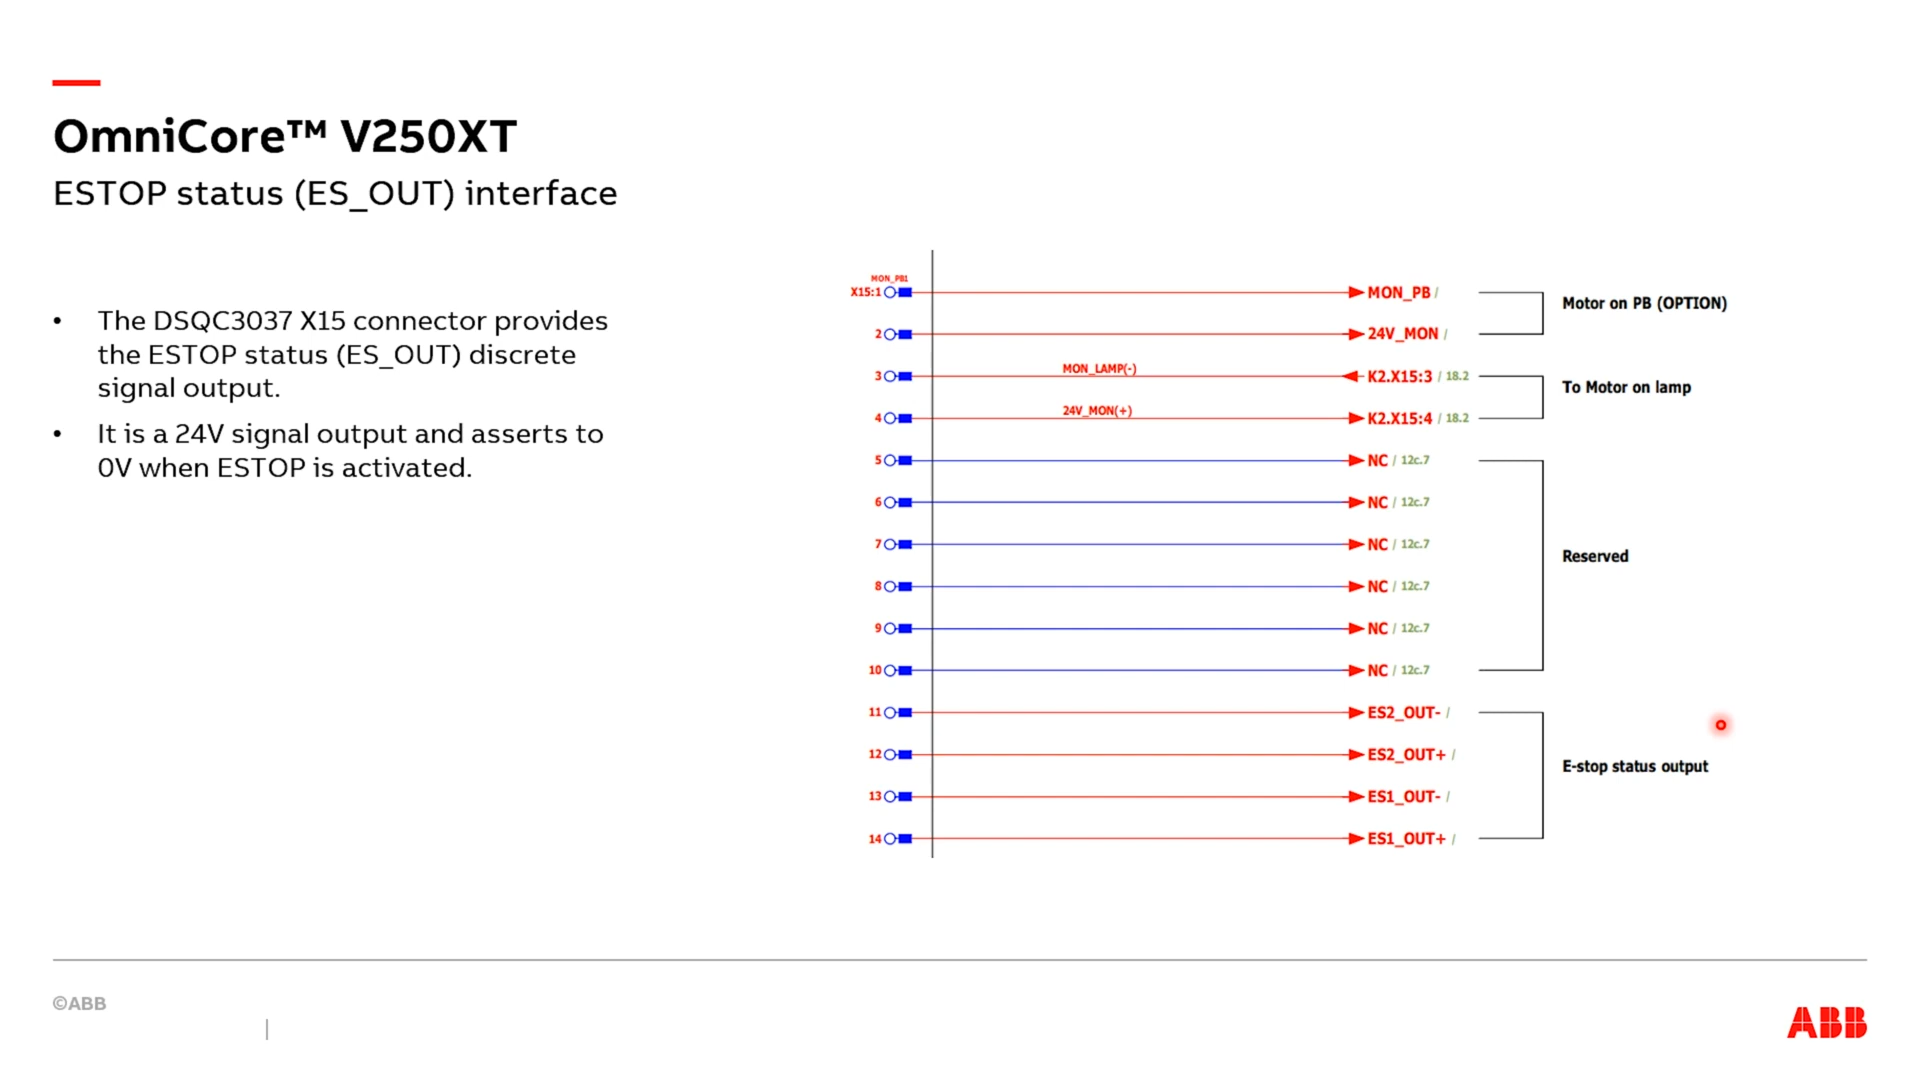 OmniCore™ V250XT
ESTOP status (ES_OUT) interface
• The DSQC3037 X15 connector provides
the ESTOP status (ES_OUT) discrete
signal output.
• It is a 24V signal output and asserts to
0V when ESTOP is activated.
MON_PB1
X15:1 MON_PB /
Motor on PB (OPTION)
2 24V_MON /
3 MON_LAMP(-) K2.X15:3 / 18.2
To Motor on lamp
4 24V_MON(+) K2.X15:4 / 18.2
5 NC / 12c.7
6 NC / 12c.7
7 NC / 12c.7
Reserved
8 NC / 12c.7
9 NC / 12c.7
10 NC / 12c.7
11 ES2_OUT- /
12 ES2_OUT+ /
E-stop status output
13 ES1_OUT- /
14 ES1_OUT+ /
©ABB
ABB